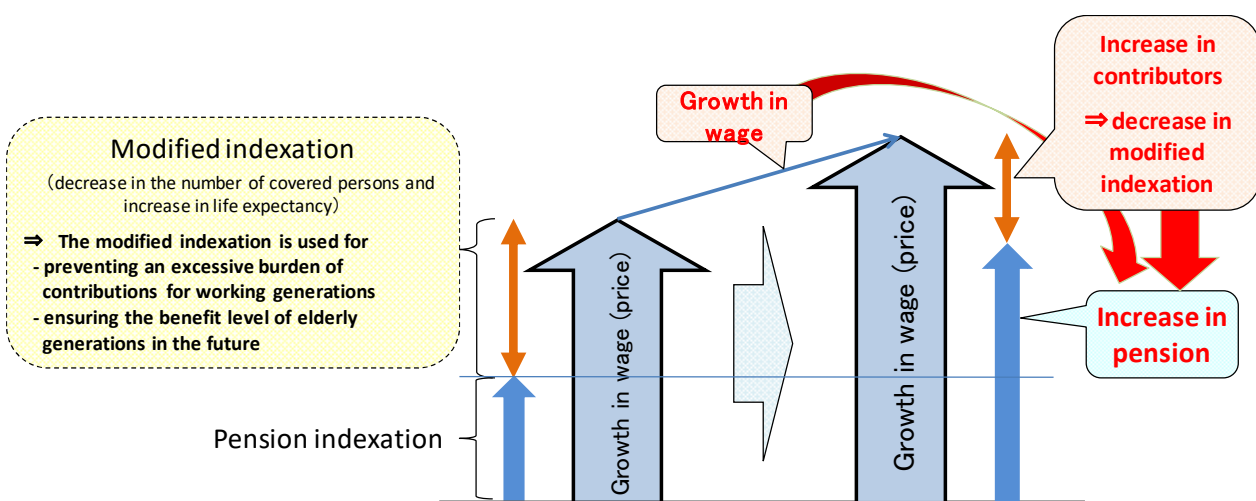 Modified indexation
（decrease in the number of covered persons and
increase in life expectancy）
⇒ The modified indexation is used for
- preventing an excessive burden of
contributions for working generations
- ensuring the benefit level of elderly
generations in the future
Pension indexation
Growth in wage (price)
Growth in
wage
Growth in wage (price)
Increase in
contributors
⇒ decrease in
modified
indexation
Increase in
pension